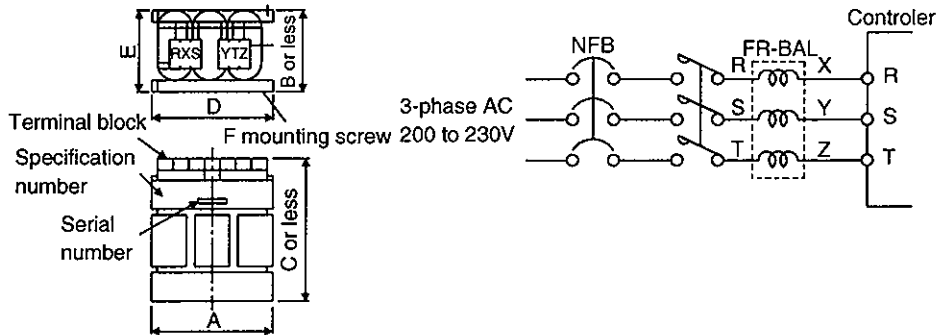 E
RXS
YTZ
B or less
D
F mounting screw
Terminal block
Specification
number
Serial
number
C or less
A
Controler
NFB
FR-BAL
R
X
R
3-phase AC
200 to 230V
S
Y
S
T
Z
T